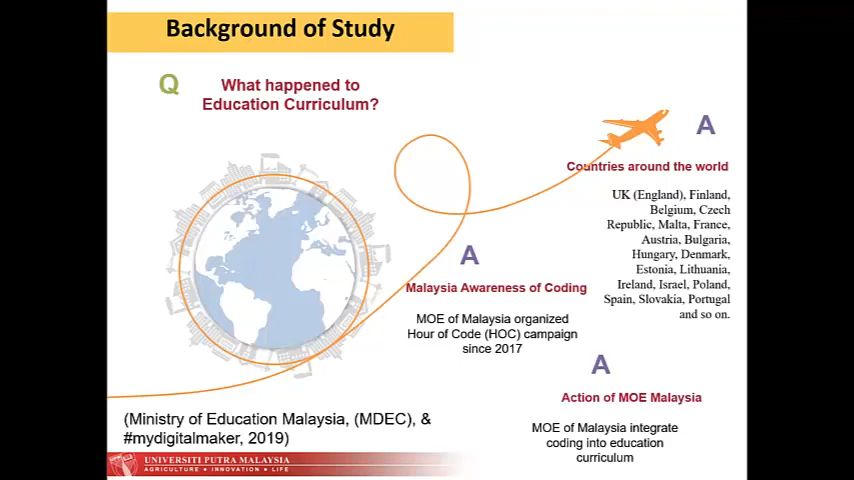 Background of Study
Q
What happened to
Education Curriculum?
A
Countries around the world
UK (England), Finland,
Belgium, Czech
Republic, Malta, France,
Austria, Bulgaria,
Hungary, Denmark,
Estonia, Lithuania,
Ireland, Israel, Poland,
Spain, Slovakia, Portugal
and so on.
A
Malaysia Awareness of Coding
MOE of Malaysia organized
Hour of Code (HOC) campaign
since 2017
A
Action of MOE Malaysia
MOE of Malaysia integrate
coding into education
curriculum
(Ministry of Education Malaysia, (MDEC), &
#mydigitalmaker, 2019)
UNIVERSITI PUTRA MALAYSIA
AGRICULTURE • INNOVATION • LIFE